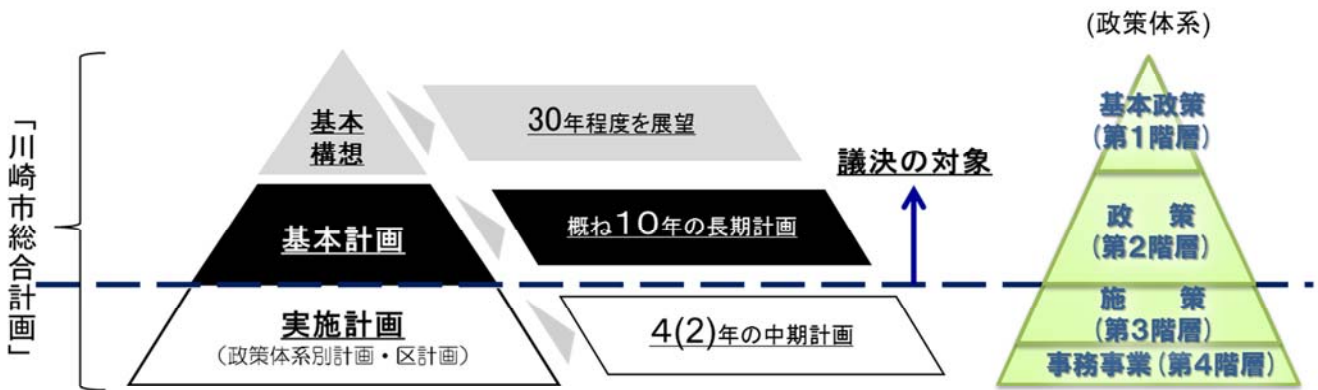 「川崎市総合計画」
基本
構想
30年程度を展望
基本計画
概ね10年の長期計画
実施計画
(政策体系別計画・区計画)
4(2)年の中期計画
議決の対象
(政策体系)
基本政策
(第1階層)
政 策
(第2階層)
施 策
(第3階層)
事務事業(第4階層)